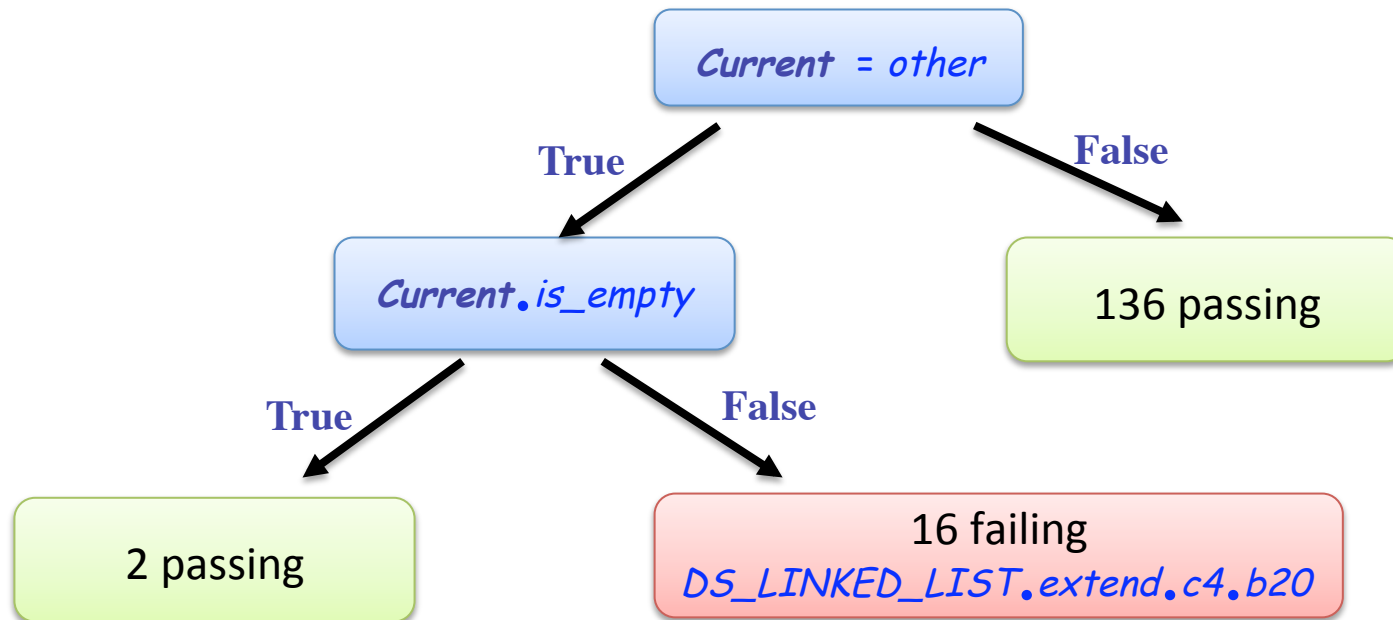 Current = other
True
False
Current.is_empty
136 passing
True
False
2 passing
16 failing
DS_LINKED_LIST.extend.c4.b20